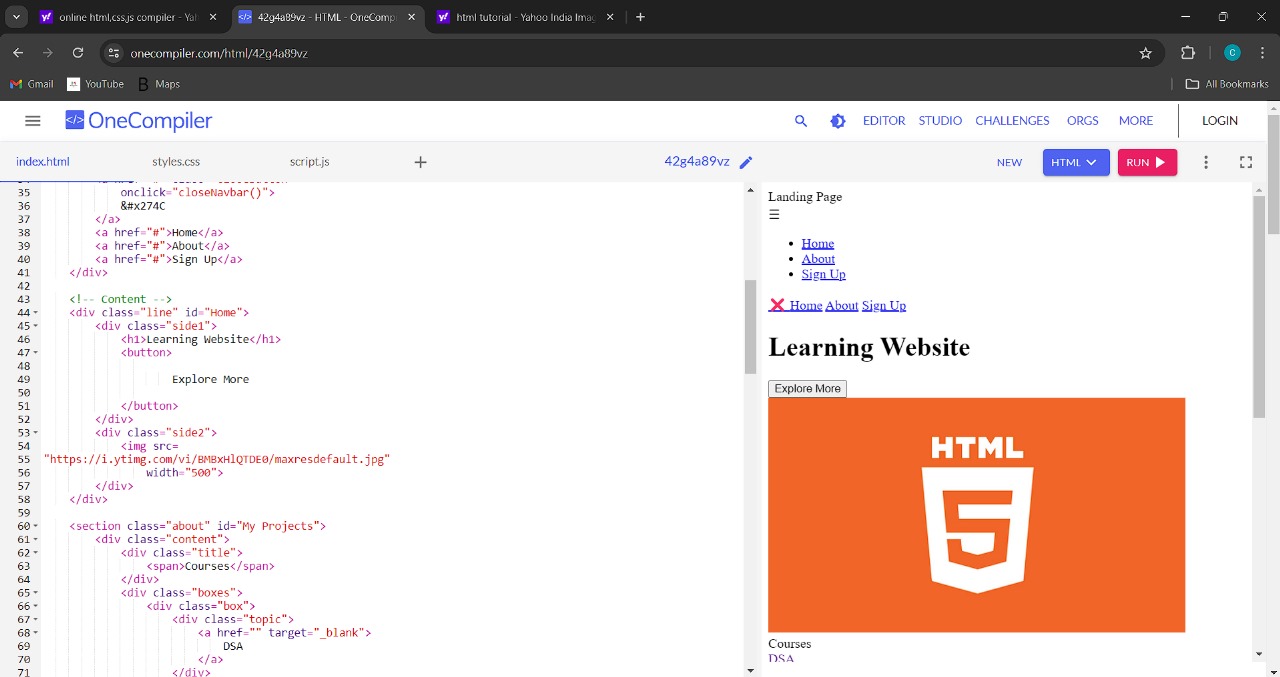 online html,css,js compiler - Yah
42g4a89vz - HTML - OneCompi
html tutorial - Yahoo India Imag
onecompiler.com/html/42g4a89vz
C
Gmail
YouTube
Maps
All Bookmarks
</> OneCompiler
EDITOR
STUDIO
CHALLENGES
ORGS
MORE
LOGIN
index.html
styles.css
script.js
42g4a89vz
NEW
HTML
RUN
35 onclick="closeNavbar()">
36 &#x274C
37 </a>
38 <a href="#">Home</a>
39 <a href="#">About</a>
40 <a href="#">Sign Up</a>
41 </div>
42
43 <!-- Content -->
44 <div class="line" id="Home">
45 <div class="side1">
46 <h1>Learning Website</h1>
47 <button>
48
49 Explore More
50
51 </button>
52 </div>
53 <div class="side2">
54 <img src=
55 "https://i.ytimg.com/vi/BMBxHlQTDE0/maxresdefault.jpg"
56 width="500">
57 </div>
58 </div>
59
60 <section class="about" id="My Projects">
61 <div class="content">
62 <div class="title">
63 <span>Courses</span>
64 </div>
65 <div class="boxes">
66 <div class="box">
67 <div class="topic">
68 <a href="" target="_blank">
69 DSA
70 </a>
71 </div>
Landing Page
☰
• Home
• About
• Sign Up
❌ Home About Sign Up
Learning Website
Explore More
HTML
5
Courses
DSA